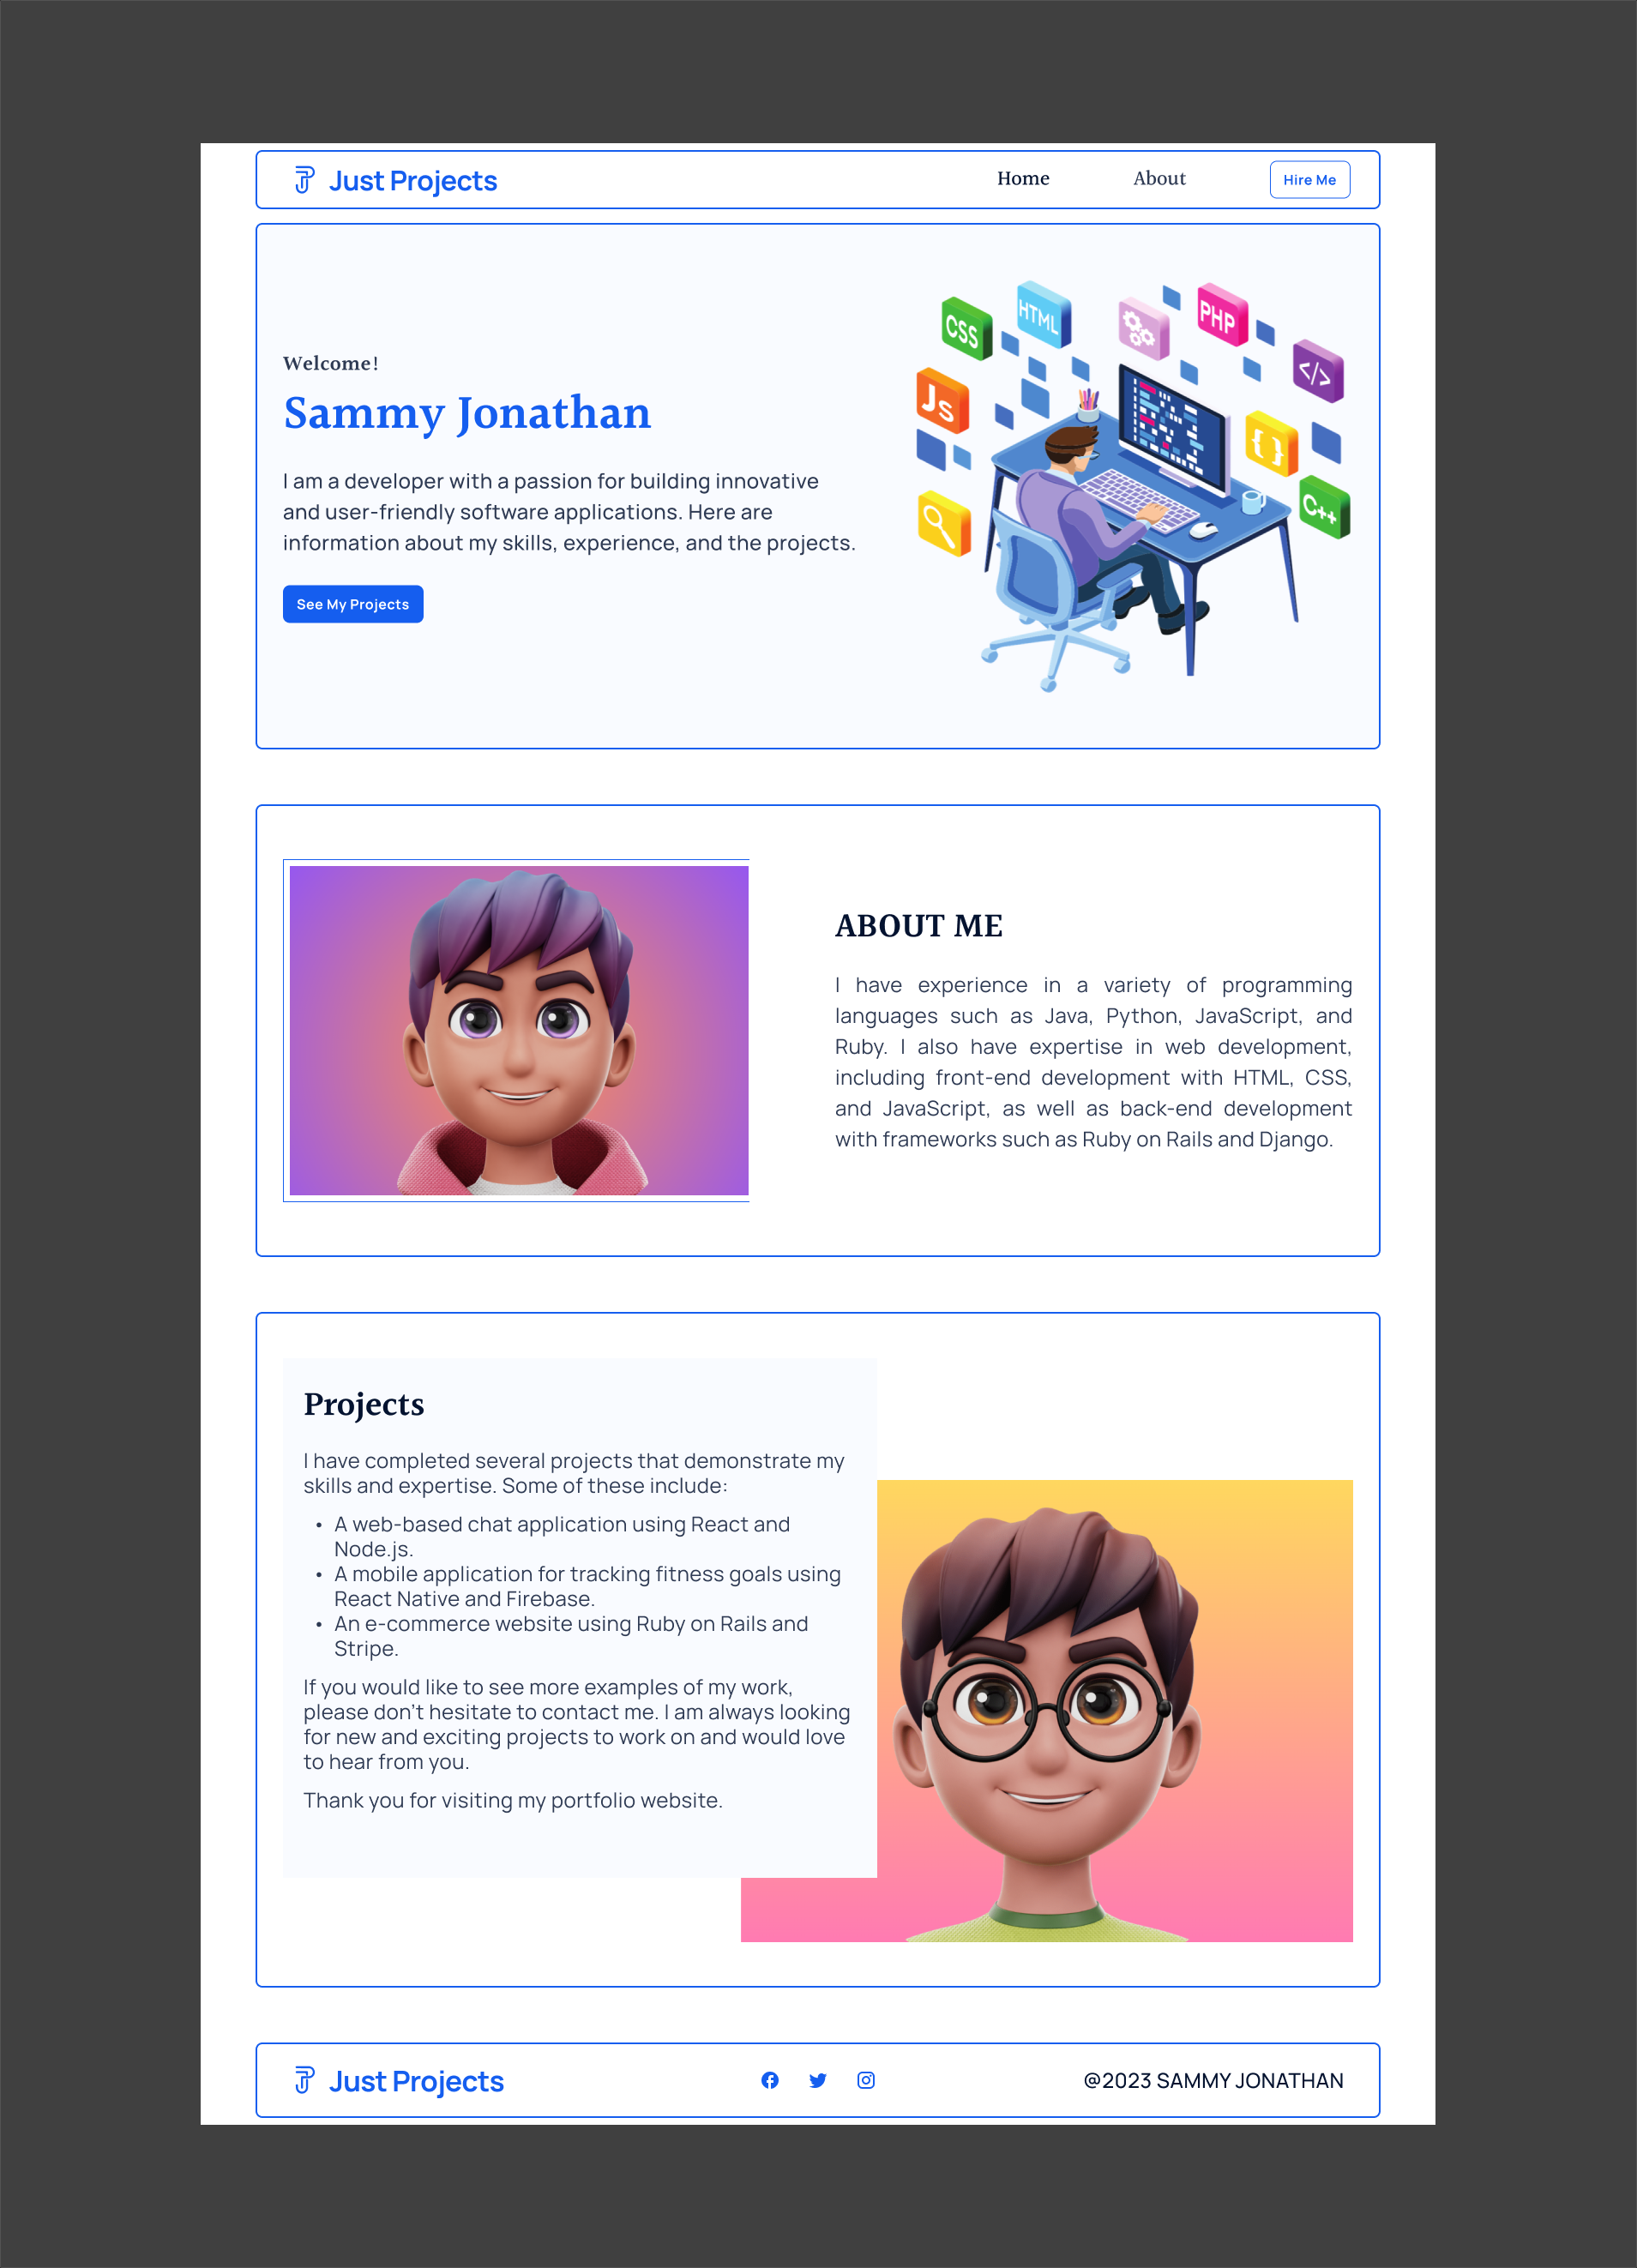 Just Projects
Home
About
Hire Me
Welcome!
Sammy Jonathan
I am a developer with a passion for building innovative
and user-friendly software applications. Here are
information about my skills, experience, and the projects.
See My Projects
CSS
HTML
PHP
</>
Js
{ }
C++
ABOUT ME
I have experience in a variety of programming
languages such as Java, Python, JavaScript, and
Ruby. I also have expertise in web development,
including front-end development with HTML, CSS,
and JavaScript, as well as back-end development
with frameworks such as Ruby on Rails and Django.
Projects
I have completed several projects that demonstrate my
skills and expertise. Some of these include:
• A web-based chat application using React and
Node.js.
• A mobile application for tracking fitness goals using
React Native and Firebase.
• An e-commerce website using Ruby on Rails and
Stripe.
If you would like to see more examples of my work,
please don't hesitate to contact me. I am always looking
for new and exciting projects to work on and would love
to hear from you.
Thank you for visiting my portfolio website.
Just Projects
@2023 SAMMY JONATHAN